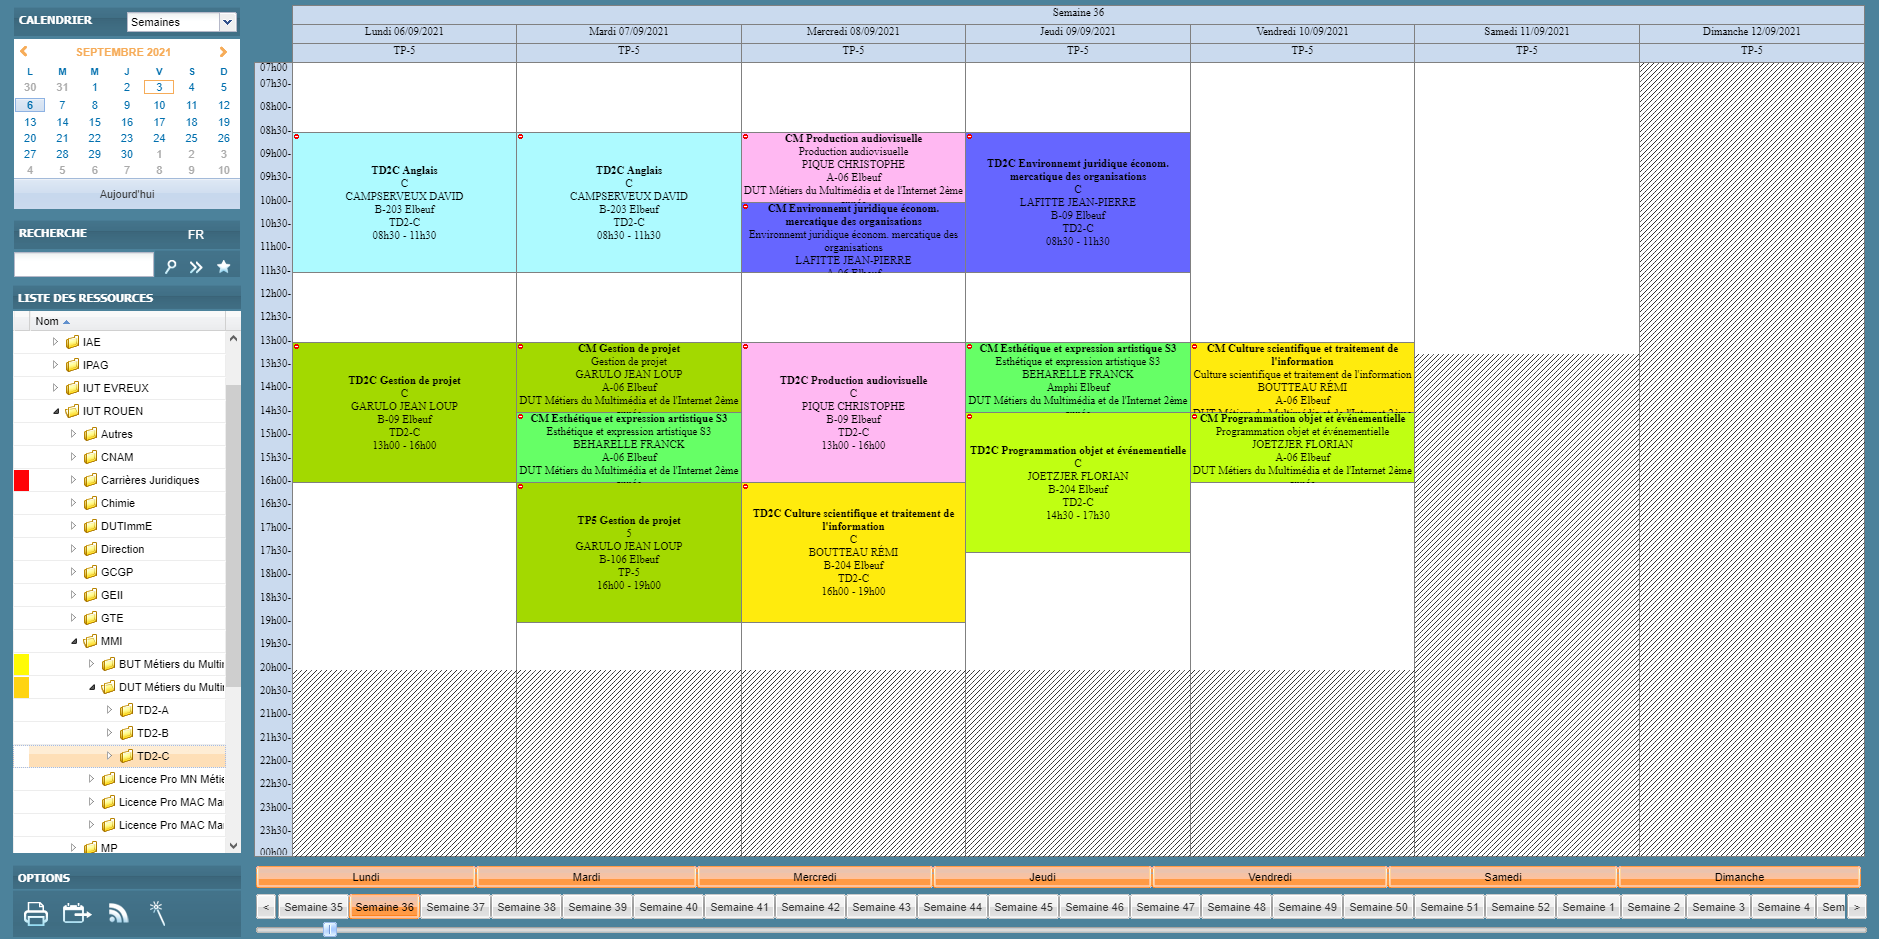 CALENDRIER
Semaines
SEPTEMBRE 2021
L M M J V S D
30 31 1 2 3 4 5
6 7 8 9 10 11 12
13 14 15 16 17 18 19
20 21 22 23 24 25 26
27 28 29 30 1 2 3
4 5 6 7 8 9 10
Aujourd'hui
RECHERCHE FR
LISTE DES RESSOURCES
Nom
IAE
IPAG
IUT EVREUX
IUT ROUEN
Autres
CNAM
Carrières Juridiques
Chimie
DUTImmE
Direction
GCGP
GEII
GTE
MMI
BUT Métiers du Multim
DUT Métiers du Multim
TD2-A
TD2-B
TD2-C
Licence Pro MN Métie
Licence Pro MAC Mar
Licence Pro MAC Mar
MP
OPTIONS
Semaine 36
Lundi 06/09/2021 Mardi 07/09/2021 Mercredi 08/09/2021 Jeudi 09/09/2021 Vendredi 10/09/2021 Samedi 11/09/2021 Dimanche 12/09/2021
TP-5 TP-5 TP-5 TP-5 TP-5 TP-5 TP-5
07h00
07h30-
08h00-
08h30-
09h00-
09h30-
10h00-
10h30-
11h00-
11h30-
12h00-
12h30-
13h00-
13h30-
14h00-
14h30-
15h00-
15h30-
16h00-
16h30-
17h00-
17h30-
18h00-
18h30-
19h00-
19h30-
20h00-
20h30-
21h00-
21h30-
22h00-
22h30-
23h00-
23h30-
00h00
TD2C Anglais
C
CAMPSERVEUX DAVID
B-203 Elbeuf
TD2-C
08h30 - 11h30
TD2C Gestion de projet
C
GARULO JEAN LOUP
B-09 Elbeuf
TD2-C
13h00 - 16h00
TD2C Anglais
C
CAMPSERVEUX DAVID
B-203 Elbeuf
TD2-C
08h30 - 11h30
CM Gestion de projet
Gestion de projet
GARULO JEAN LOUP
A-06 Elbeuf
DUT Métiers du Multimédia et de l'Internet 2ème
année
CM Esthétique et expression artistique S3
Esthétique et expression artistique S3
BEHARELLE FRANCK
A-06 Elbeuf
DUT Métiers du Multimédia et de l'Internet 2ème
année
TP5 Gestion de projet
5
GARULO JEAN LOUP
B-106 Elbeuf
TP-5
16h00 - 19h00
CM Production audiovisuelle
Production audiovisuelle
PIQUE CHRISTOPHE
A-06 Elbeuf
DUT Métiers du Multimédia et de l'Internet 2ème
année
CM Environnemt juridique économ.
mercatique des organisations
Environnemt juridique économ. mercatique des
organisations
LAFITTE JEAN-PIERRE
A-06 Elbeuf
TD2C Production audiovisuelle
C
PIQUE CHRISTOPHE
B-09 Elbeuf
TD2-C
13h00 - 16h00
TD2C Culture scientifique et traitement de
l'information
C
BOUTTEAU RÉMI
B-204 Elbeuf
TD2-C
16h00 - 19h00
TD2C Environnemt juridique économ.
mercatique des organisations
C
LAFITTE JEAN-PIERRE
B-09 Elbeuf
TD2-C
08h30 - 11h30
CM Esthétique et expression artistique S3
Esthétique et expression artistique S3
BEHARELLE FRANCK
Amphi Elbeuf
DUT Métiers du Multimédia et de l'Internet 2ème
année
TD2C Programmation objet et événementielle
C
JOETZJER FLORIAN
B-204 Elbeuf
TD2-C
14h30 - 17h30
CM Culture scientifique et traitement de
l'information
Culture scientifique et traitement de l'information
BOUTTEAU RÉMI
A-06 Elbeuf
DUT Métiers du Multimédia et de l'Internet 2ème
CM Programmation objet et événementielle
Programmation objet et événementielle
JOETZJER FLORIAN
A-06 Elbeuf
DUT Métiers du Multimédia et de l'Internet 2ème
année
Lundi Mardi Mercredi Jeudi Vendredi Samedi Dimanche
< Semaine 35 Semaine 36 Semaine 37 Semaine 38 Semaine 39 Semaine 40 Semaine 41 Semaine 42 Semaine 43 Semaine 44 Semaine 45 Semaine 46 Semaine 47 Semaine 48 Semaine 49 Semaine 50 Semaine 51 Semaine 52 Semaine 1 Semaine 2 Semaine 3 Semaine 4 Sem >